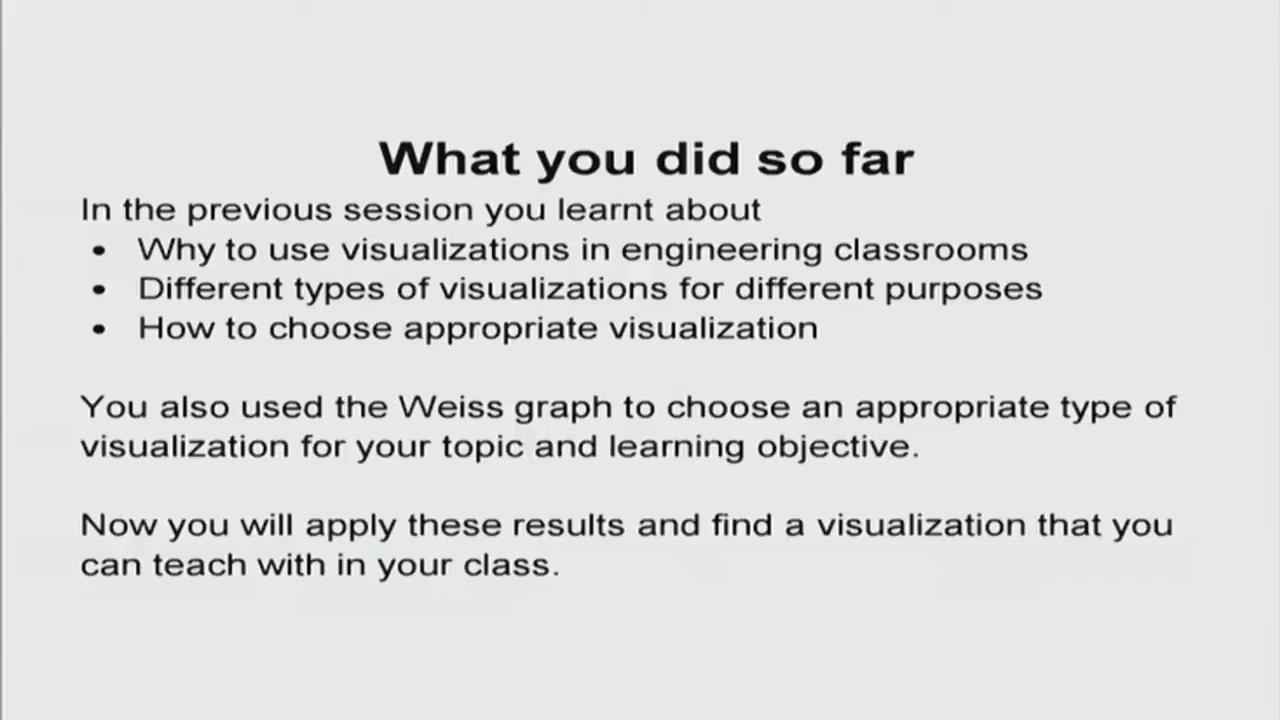 What you did so far
In the previous session you learnt about
• Why to use visualizations in engineering classrooms
• Different types of visualizations for different purposes
• How to choose appropriate visualization
You also used the Weiss graph to choose an appropriate type of
visualization for your topic and learning objective.
Now you will apply these results and find a visualization that you
can teach with in your class.